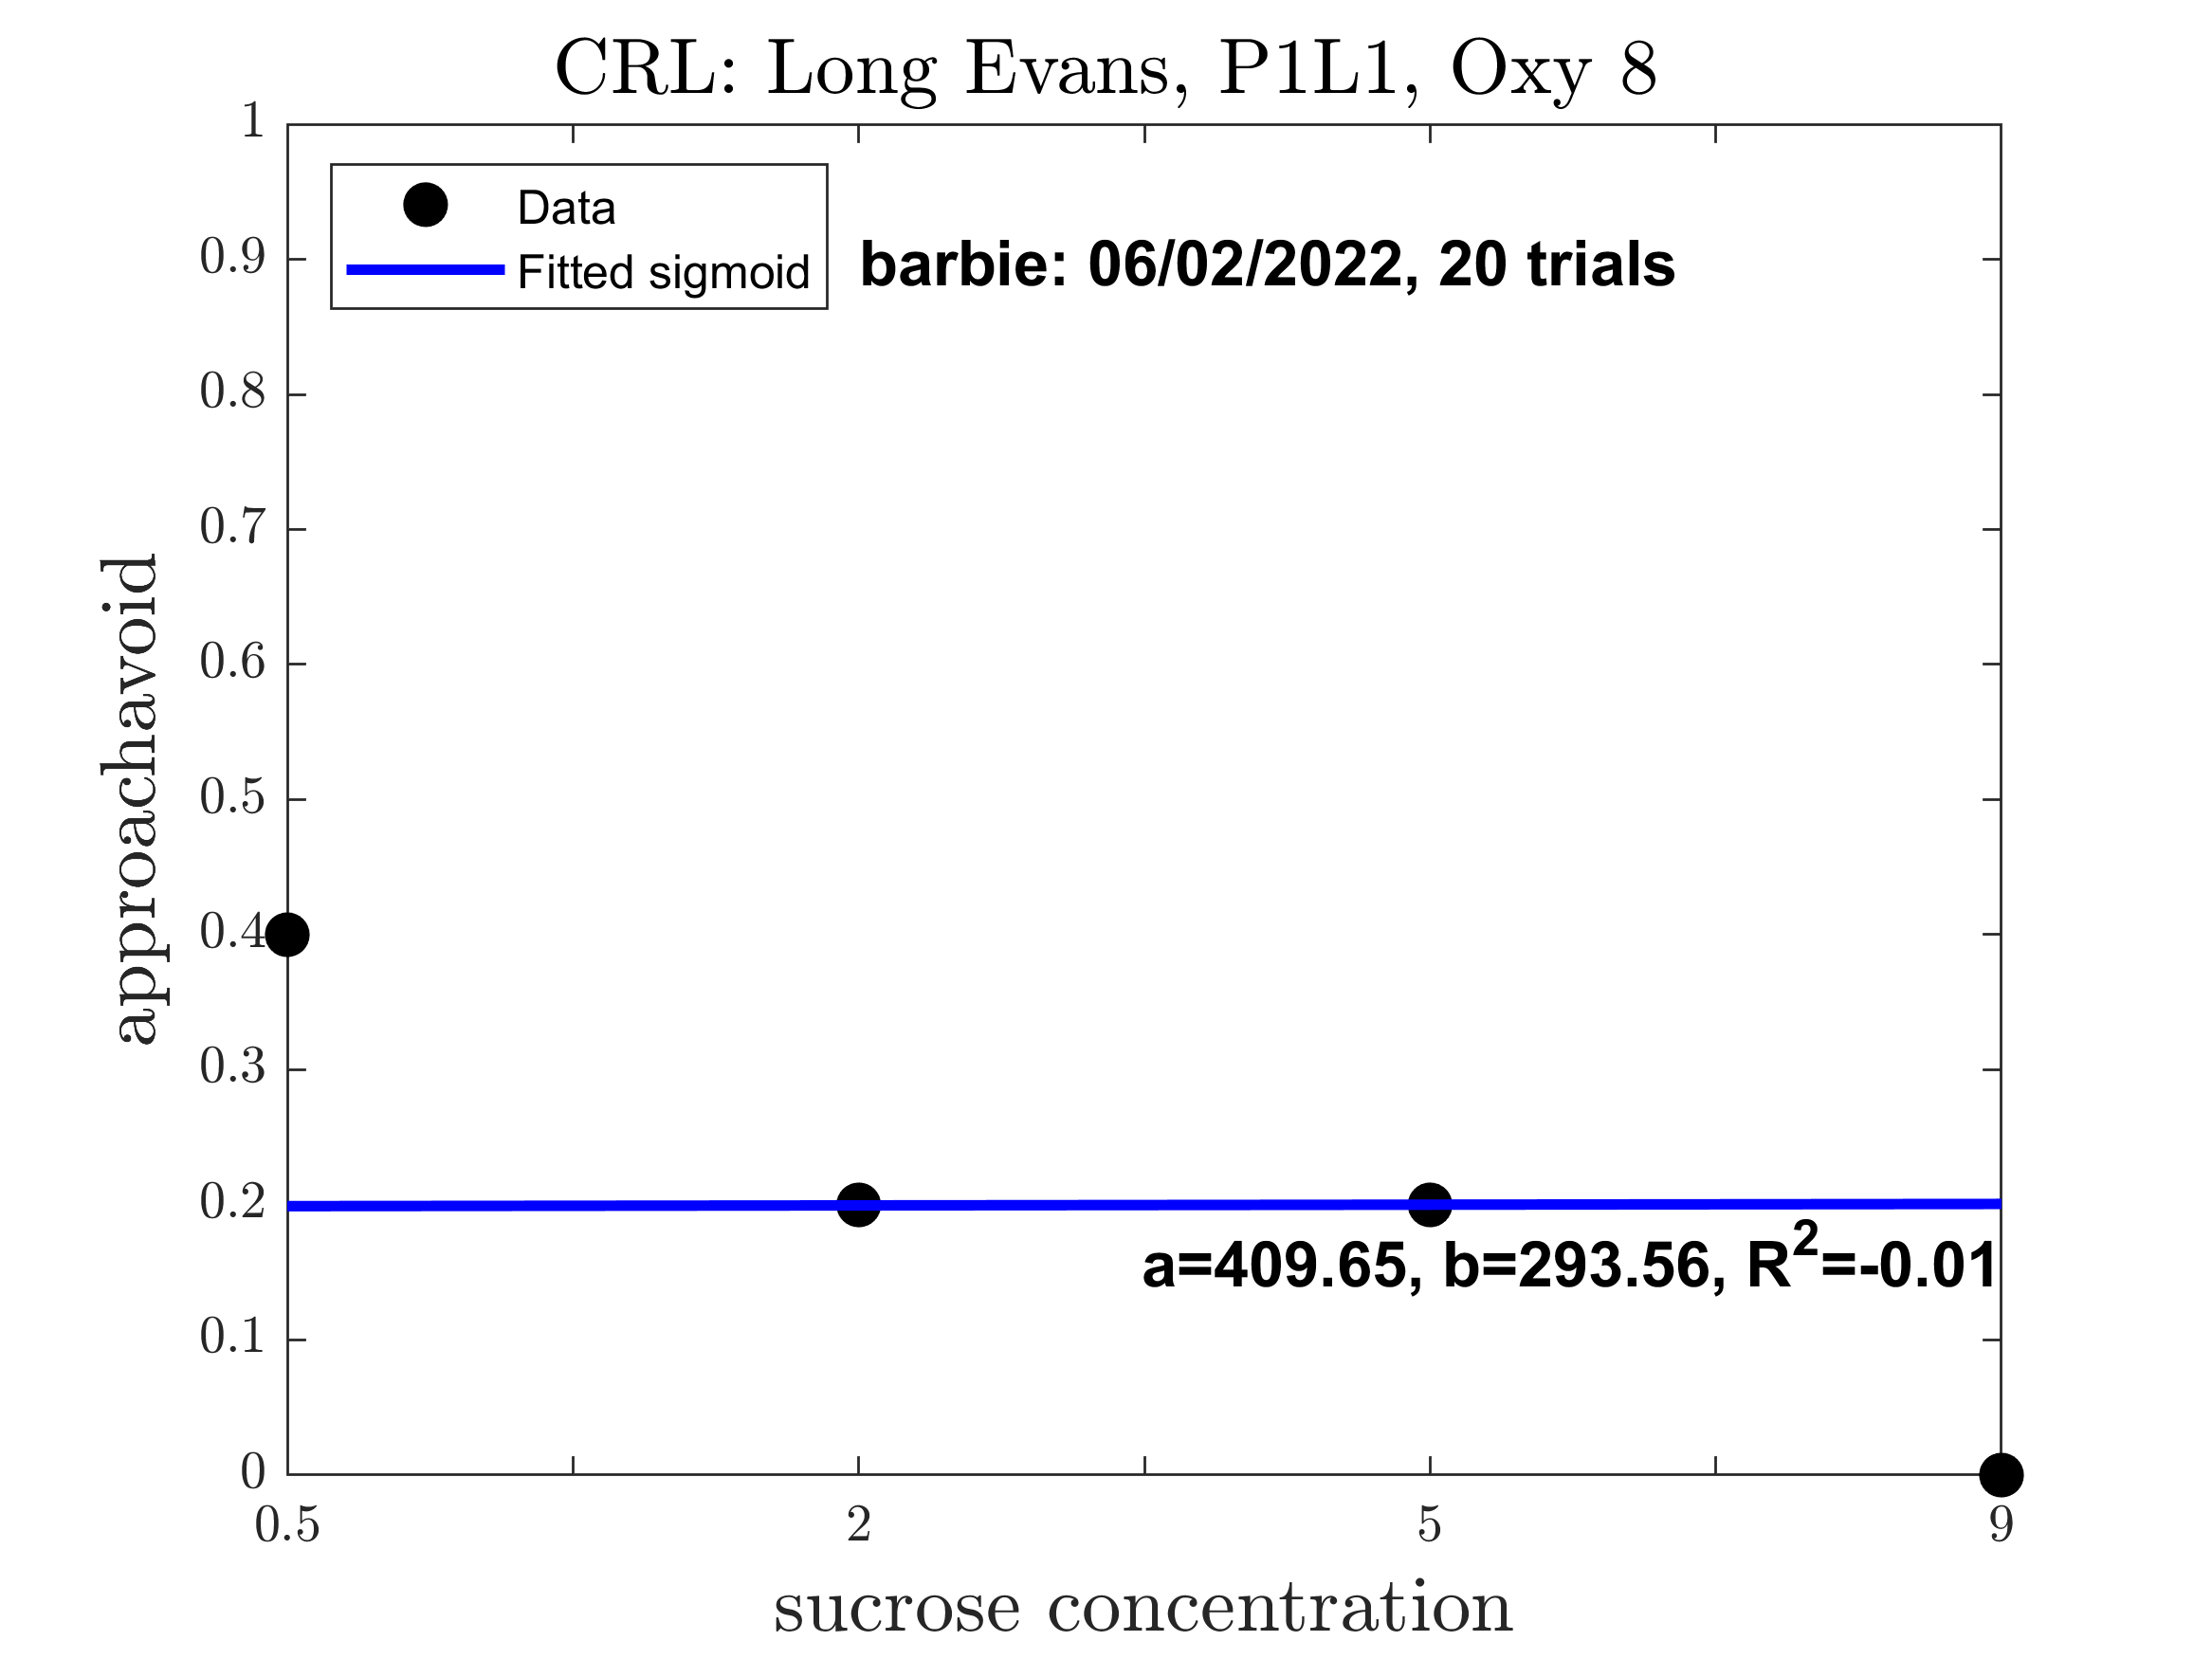 CRL: Long Evans, P1L1, Oxy 8
1
0.9
0.8
0.7
0.6
0.5
0.4
0.3
0.2
0.1
0
Data
Fitted sigmoid
barbie: 06/02/2022, 20 trials
a=409.65, b=293.56, R²=-0.01
approachavoid
0.5 2 5 9
sucrose concentration